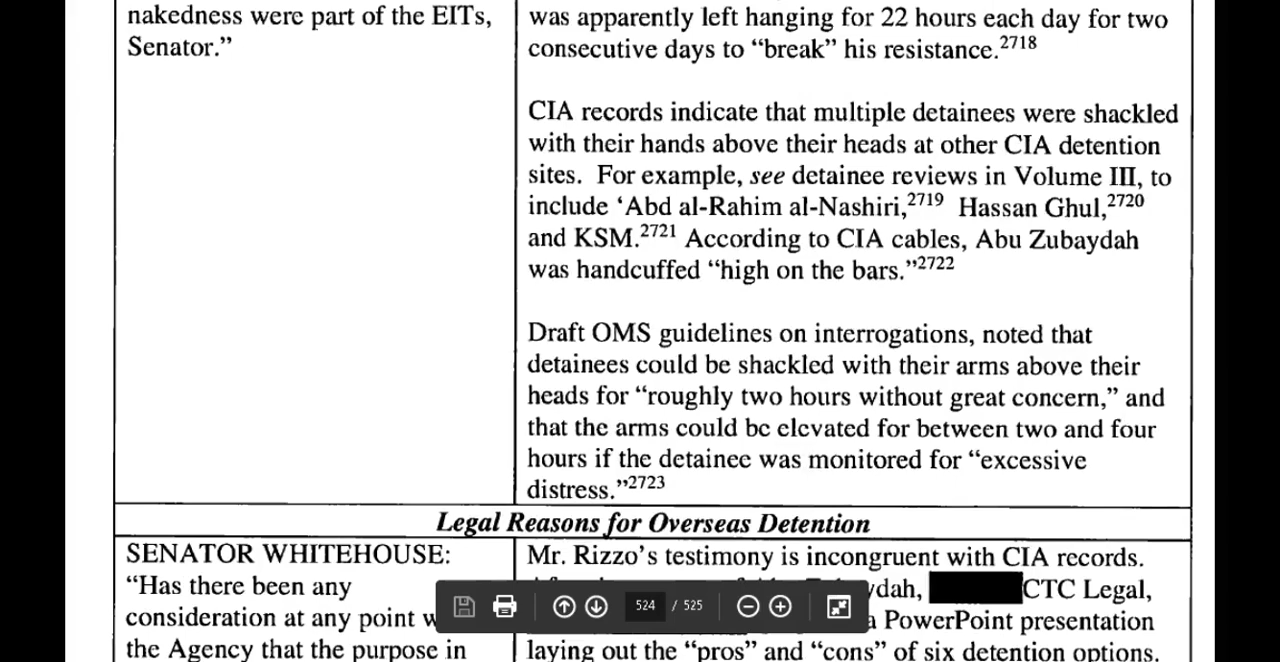 nakedness were part of the EITs,
Senator.”
was apparently left hanging for 22 hours each day for two
consecutive days to “break” his resistance.2718
CIA records indicate that multiple detainees were shackled
with their hands above their heads at other CIA detention
sites. For example, see detainee reviews in Volume III, to
include ‘Abd al-Rahim al-Nashiri,2719 Hassan Ghul,2720
and KSM.2721 According to CIA cables, Abu Zubaydah
was handcuffed “high on the bars.”2722
Draft OMS guidelines on interrogations, noted that
detainees could be shackled with their arms above their
heads for “roughly two hours without great concern,” and
that the arms could be elevated for between two and four
hours if the detainee was monitored for “excessive
distress.”2723
Legal Reasons for Overseas Detention
SENATOR WHITEHOUSE:
“Has there been any
consideration at any point
the Agency that the purpose in
Mr. Rizzo’s testimony is incongruent with CIA records.
CTC Legal,
a PowerPoint presentation
laying out the “pros” and “cons” of six detention options.
524 / 525